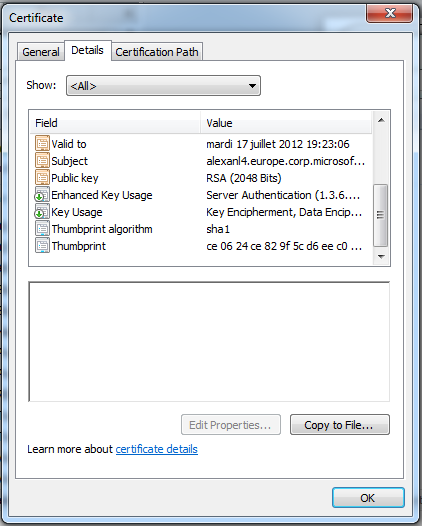 Certificate
General Details Certification Path
Show: <All>
Field Value
Valid to mardi 17 juillet 2012 19:23:06
Subject alexanl4.europe.corp.microsof...
Public key RSA (2048 Bits)
Enhanced Key Usage Server Authentication (1.3.6....
Key Usage Key Encipherment, Data Encip...
Thumbprint algorithm sha1
Thumbprint ce 06 24 ce 82 9f 5c d6 ee c0 ...
Edit Properties... Copy to File...
Learn more about certificate details
OK